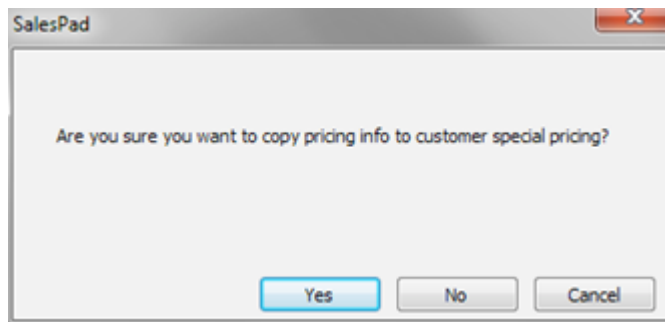 SalesPad
Are you sure you want to copy pricing info to customer special pricing?
Yes No Cancel